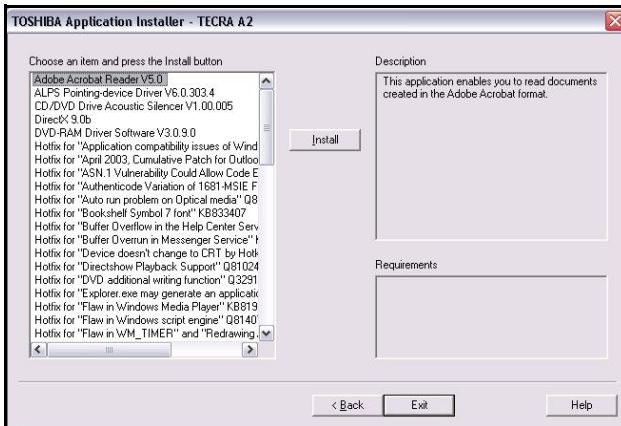 TOSHIBA Application Installer - TECRA A2
Choose an item and press the Install button
Adobe Acrobat Reader V5.0
ALPS Pointing-device Driver V6.0.303.4
CD/DVD Drive Acoustic Silencer V1.00.005
DirectX 9.0b
DVD-RAM Driver Software V3.0.9.0
Hotfix for "Application compatibility issues of Wind
Hotfix for "April 2003, Cumulative Patch for Outloo
Hotfix for "ASN.1 Vulnerability Could Allow Code E
Hotfix for "Authenticode Variation of 1681-MSIE F
Hotfix for "Auto run problem on Optical media" Q8
Hotfix for "Bookshelf Symbol 7 font" KB833407
Hotfix for "Buffer Overflow in the Help Center Serv
Hotfix for "Buffer Overrun in Messenger Service"
Hotfix for "Device doesn't change to CRT by Hotk
Hotfix for "Directshow Playback Support" Q81024
Hotfix for "DVD additional writing function" Q3291
Hotfix for "Explorer.exe may generate an applicatic
Hotfix for "Flaw in Windows Media Player" KB819
Hotfix for "Flaw in Windows script engine" Q8140
Hotfix for "Flaw in WM_TIMER" and "Redrawing
Install
Description
This application enables you to read documents
created in the Adobe Acrobat format.
Requirements
< Back
Exit
Help